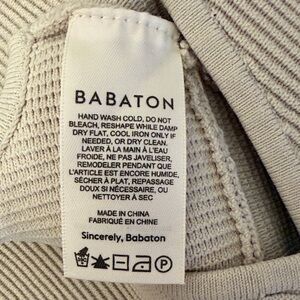 BABATON
HAND WASH COLD, DO NOT
BLEACH, RESHAPE WHILE DAMP
DRY FLAT, COOL IRON ONLY IF
NEEDED, OR DRY CLEAN.
LAVER À LA MAIN À L'EAU
FROIDE, NE PAS JAVELISER,
REMODELER PENDANT QUE
L'ARTICLE EST ENCORE HUMIDE,
SÉCHER À PLAT, REPASSAGE
DOUX SI NÉCESSAIRE, OU
NETTOYER À SEC
MADE IN CHINA
FABRIQUÉ EN CHINE
Sincerely, Babaton
P